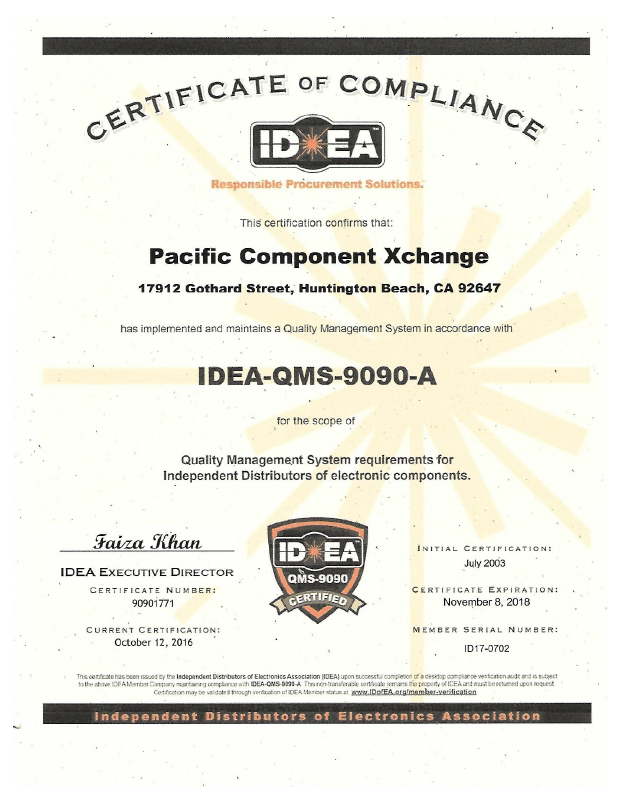 CERTIFICATE OF COMPLIANCE
IDEA™
Responsible Procurement Solutions.
This certification confirms that:
Pacific Component Xchange
17912 Gothard Street, Huntington Beach, CA 92647
has implemented and maintains a Quality Management System in accordance with
IDEA-QMS-9090-A
for the scope of
Quality Management System requirements for
Independent Distributors of electronic components.
Faiza Khan
IDEA EXECUTIVE DIRECTOR
CERTIFICATE NUMBER:
90901771
CURRENT CERTIFICATION:
October 12, 2016
IDEA
QMS-9090
CERTIFIED
INITIAL CERTIFICATION:
July 2003
CERTIFICATE EXPIRATION:
November 8, 2018
MEMBER SERIAL NUMBER:
ID17-0702
This certificate has been issued by the Independent Distributors of Electronics Association (IDEA) upon successful completion of a desktop compliance verification audit and is subject
to the above IDEA Member Company maintaining compliance with IDEA-QMS-9090-A. This non-transferable certificate remains the property of IDEA and must be returned upon request.
Certification may be validated through verification of IDEA Member status at www.IDofEA.org/member-verification
Independent Distributors of Electronics Association